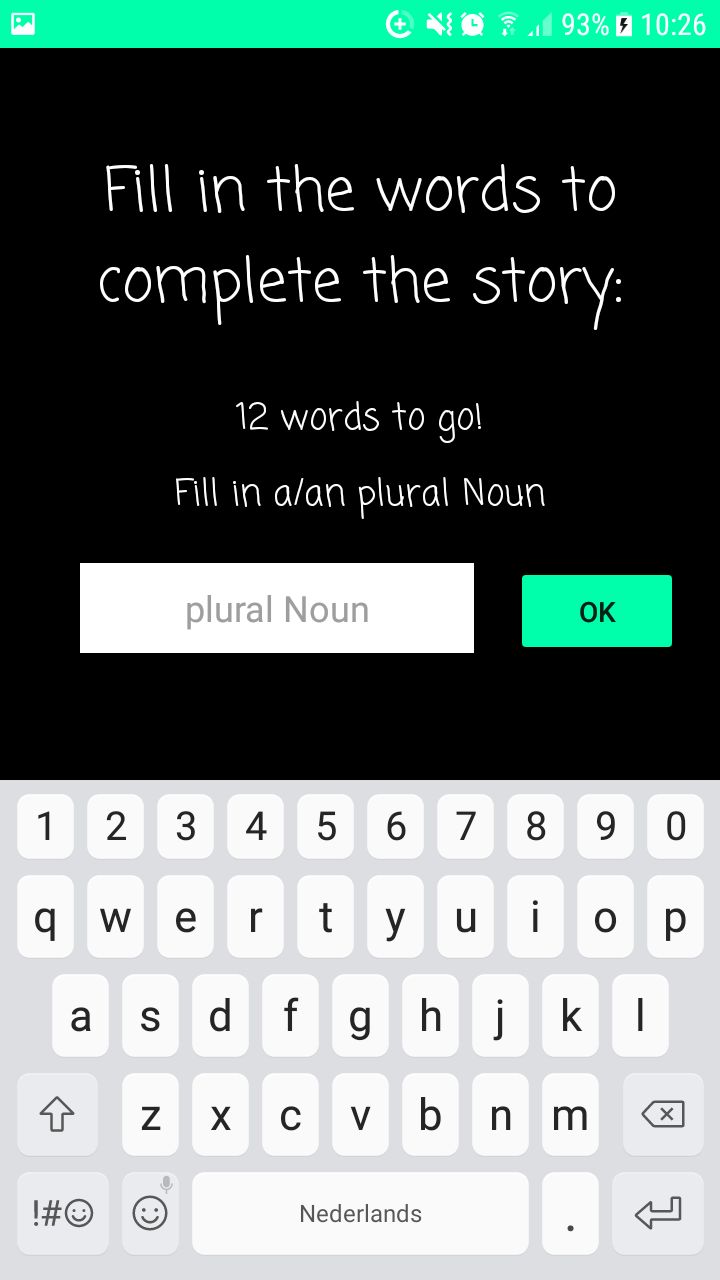 93% 10:26
Fill in the words to
complete the story:
12 words to go!
Fill in a/an plural Noun
plural Noun OK
1 2 3 4 5 6 7 8 9 0
q w e r t y u i o p
a s d f g h j k l
z x c v b n m
!#☺ Nederlands .